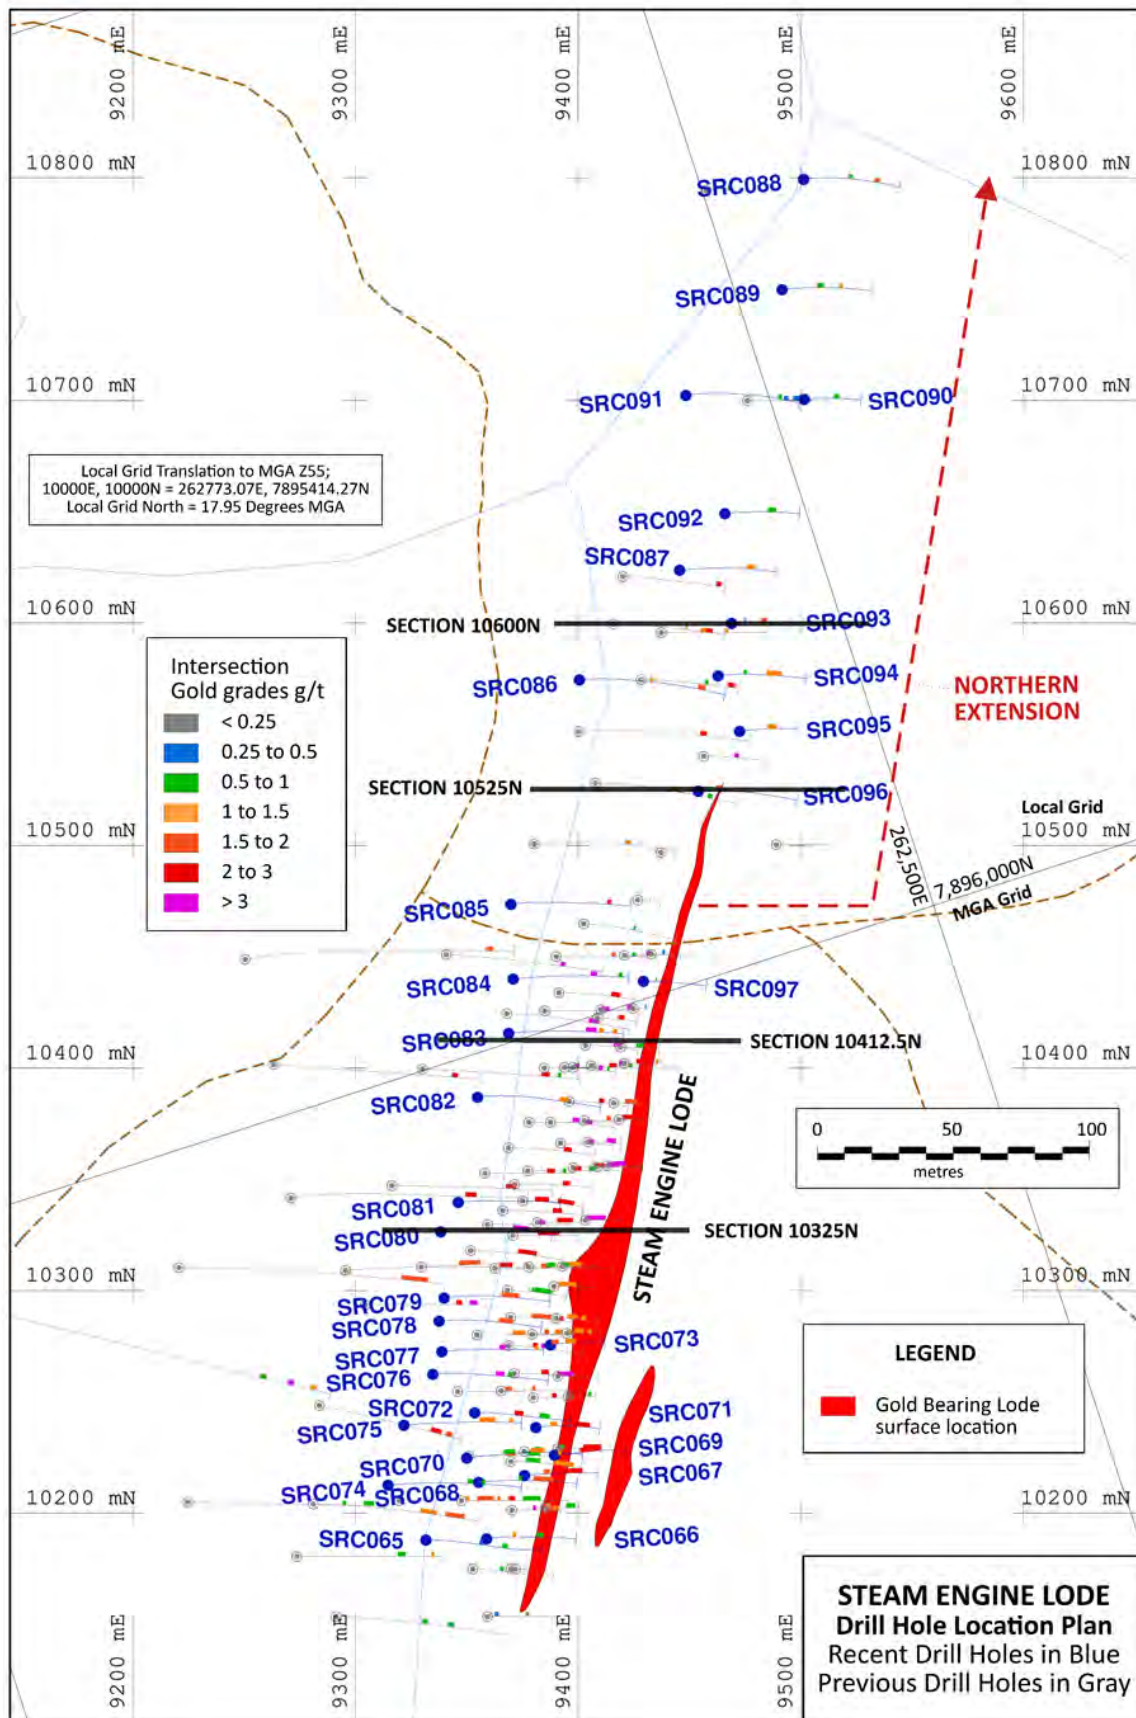 9200 mE
9300 mE
9400 mE
9500 mE
9600 mE
10800 mN
SRC088
10800 mN
SRC089
10700 mN
SRC091
SRC090
10700 mN
Local Grid Translation to MGA Z55;
10000E, 10000N = 262773.07E, 7895414.27N
Local Grid North = 17.95 Degrees MGA
SRC092
SRC087
10600 mN
SECTION 10600N
SRC093
10600 mN
Intersection
Gold grades g/t
< 0.25
0.25 to 0.5
0.5 to 1
1 to 1.5
1.5 to 2
2 to 3
> 3
SRC086
SRC094
NORTHERN
EXTENSION
SRC095
SECTION 10525N
SRC096
Local Grid
10500 mN
10500 mN
262,500E
7,896,000N
MGA Grid
SRC085
SRC084
SRC097
SRC083
SECTION 10412.5N
10400 mN
10400 mN
SRC082
STEAM ENGINE LODE
0
50
100
metres
SRC081
SRC080
SECTION 10325N
10300 mN
10300 mN
SRC079
SRC078
SRC073
SRC077
SRC076
LEGEND
Gold Bearing Lode
surface location
SRC072
SRC071
SRC075
SRC069
SRC070
SRC067
SRC074
SRC068
10200 mN
10200 mN
SRC065
SRC066
9200 mE
9300 mE
9400 mE
9500 mE
STEAM ENGINE LODE
Drill Hole Location Plan
Recent Drill Holes in Blue
Previous Drill Holes in Gray